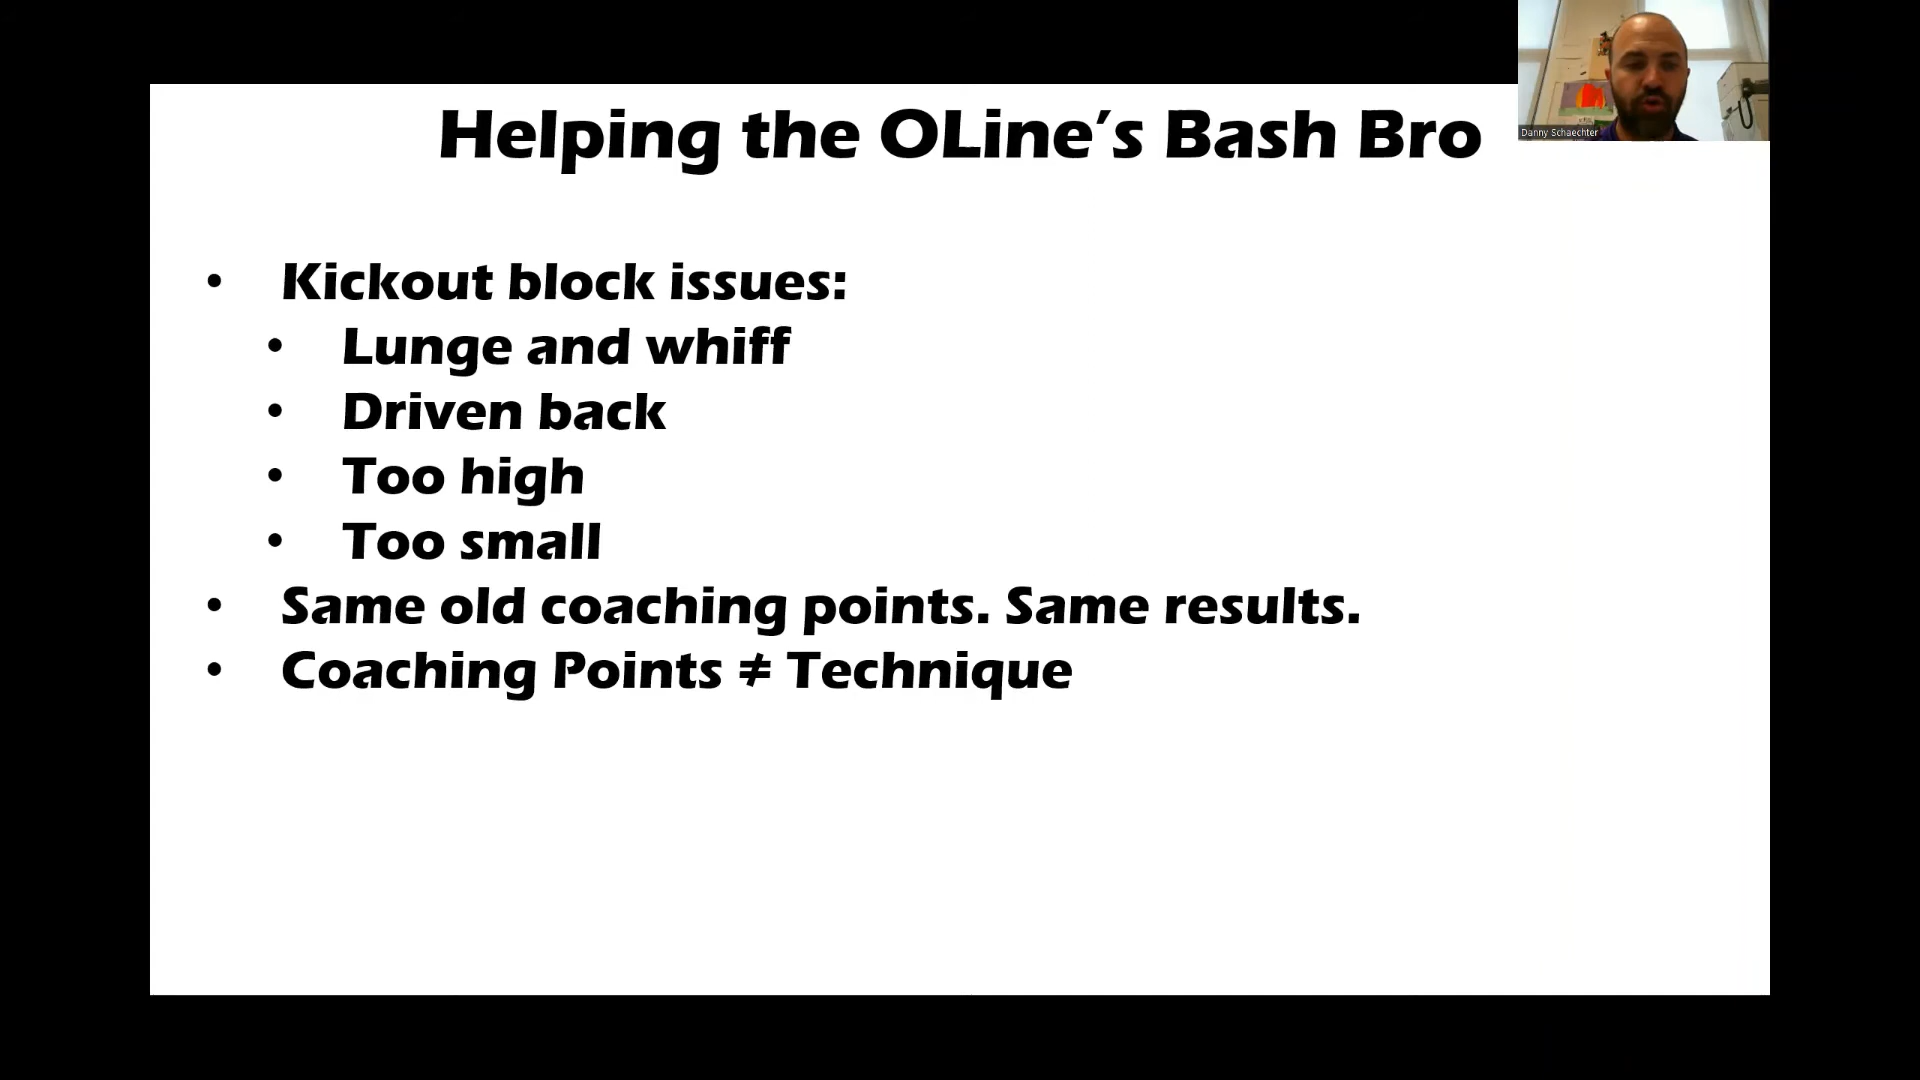 Helping the OLine’s Bash Bro
Danny Schaechter
• Kickout block issues:
• Lunge and whiff
• Driven back
• Too high
• Too small
• Same old coaching points. Same results.
• Coaching Points ≠ Technique